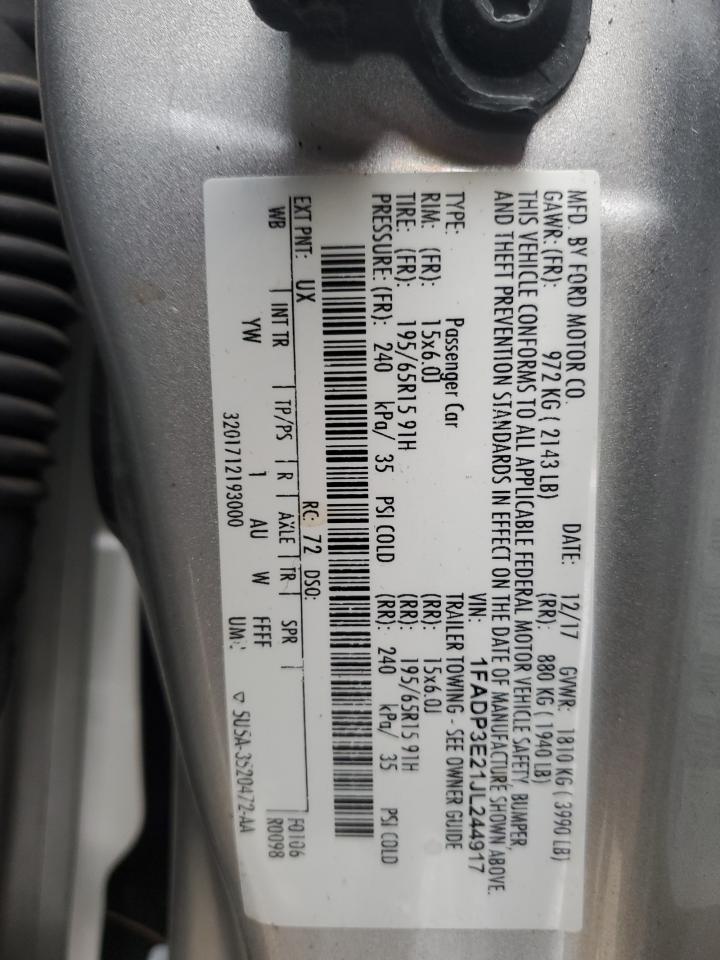 MFD. BY FORD MOTOR CO. DATE: 12/17 GVWR: 1810 KG ( 3990 LB)
GAWR: (FR): 972 KG ( 2143 LB) (RR): 880 KG ( 1940 LB)
THIS VEHICLE CONFORMS TO ALL APPLICABLE FEDERAL MOTOR VEHICLE SAFETY, BUMPER,
AND THEFT PREVENTION STANDARDS IN EFFECT ON THE DATE OF MANUFACTURE SHOWN ABOVE.
VIN: 1FADP3E21JL244917
TYPE: Passenger Car TRAILER TOWING - SEE OWNER GUIDE
RIM: (FR): 15x6.0J (RR): 15x6.0J
TIRE: (FR): 195/65R15 91H (RR): 195/65R15 91H
PRESSURE: (FR): 240 kPa/ 35 PSI COLD (RR): 240 kPa/ 35 PSI COLD
EXT PNT: UX RC: 72 DSO: F0106
WB INT TR TP/PS R AXLE TR SPR R0098
YW 1 AU W FFFF
3201712193000 UM: ▽ 5U5A-3520472-AA